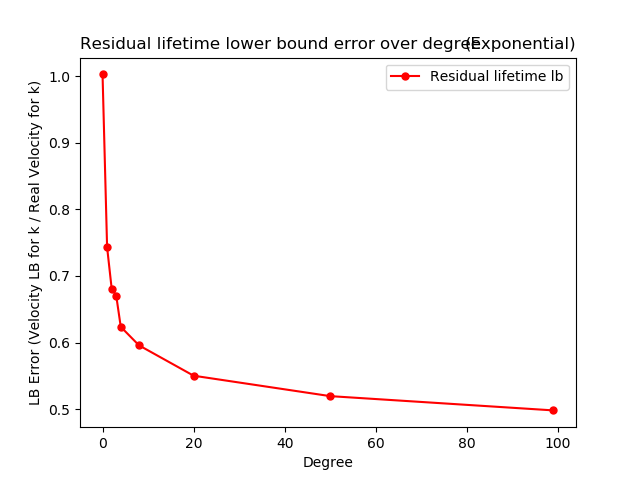 Residual lifetime lower bound error over degree (Exponential)
Residual lifetime lb
LB Error (Velocity LB for k / Real Velocity for k)
1.0
0.9
0.8
0.7
0.6
0.5
0 20 40 60 80 100
Degree